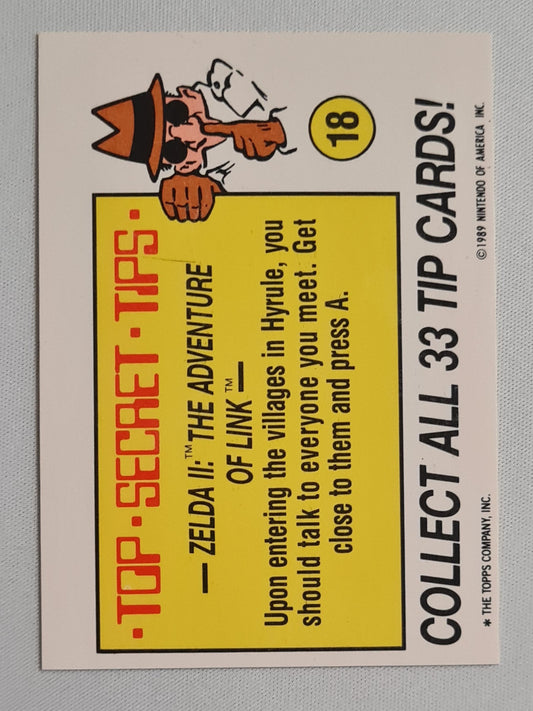 18
·TOP·SECRET·TIPS·
— ZELDA II:™ THE ADVENTURE
OF LINK™ —
Upon entering the villages in Hyrule, you
should talk to everyone you meet. Get
close to them and press A.
COLLECT ALL 33 TIP CARDS!
* THE TOPPS COMPANY, INC.
©1989 NINTENDO OF AMERICA INC.